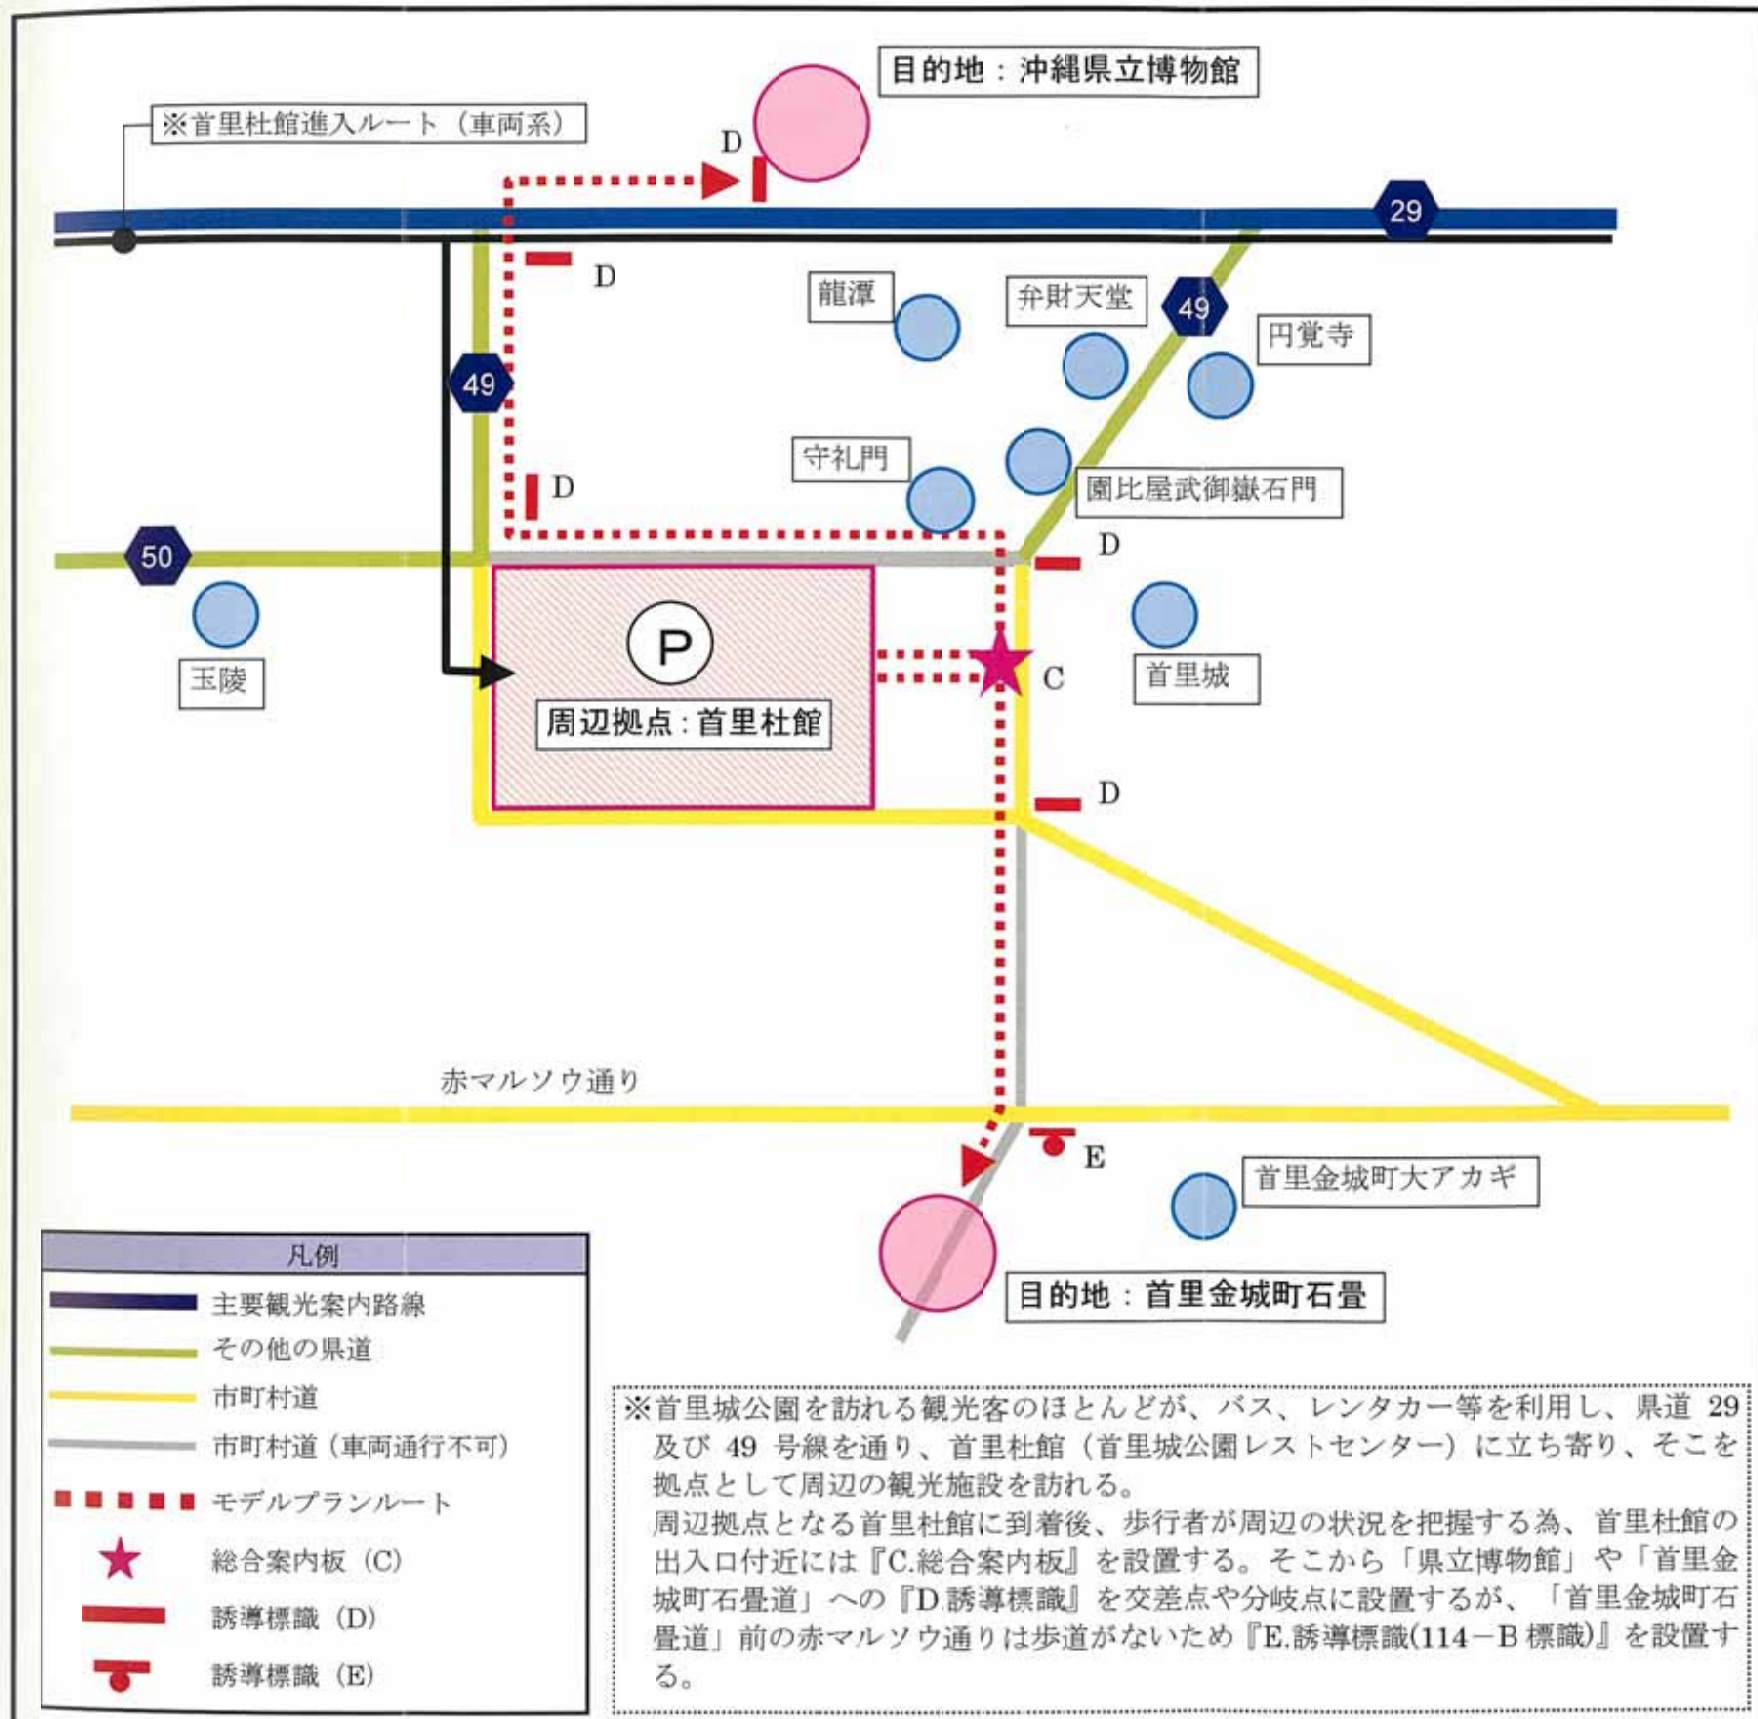 目的地：沖縄県立博物館
※首里杜館進入ルート（車両系）
D
29
D
龍潭
弁財天堂
49
円覚寺
49
守礼門
D
園比屋武御嶽石門
50
D
P
玉陵
C
首里城
周辺拠点：首里杜館
D
赤マルソウ通り
E
首里金城町大アカギ
目的地：首里金城町石畳
凡例
主要観光案内路線
その他の県道
市町村道
市町村道（車両通行不可）
モデルプランルート
総合案内板（C）
誘導標識（D）
誘導標識（E）
※首里城公園を訪れる観光客のほとんどが、バス、レンタカー等を利用し、県道 29
及び 49 号線を通り、首里杜館（首里城公園レストセンター）に立ち寄り、そこを
拠点として周辺の観光施設を訪れる。
周辺拠点となる首里杜館に到着後、歩行者が周辺の状況を把握する為、首里杜館の
出入口付近には『C.総合案内板』を設置する。そこから「県立博物館」や「首里金
城町石畳道」への『D.誘導標識』を交差点や分岐点に設置するが、「首里金城町石
畳道」前の赤マルソウ通りは歩道がないため『E.誘導標識(114－B 標識)』を設置す
る。